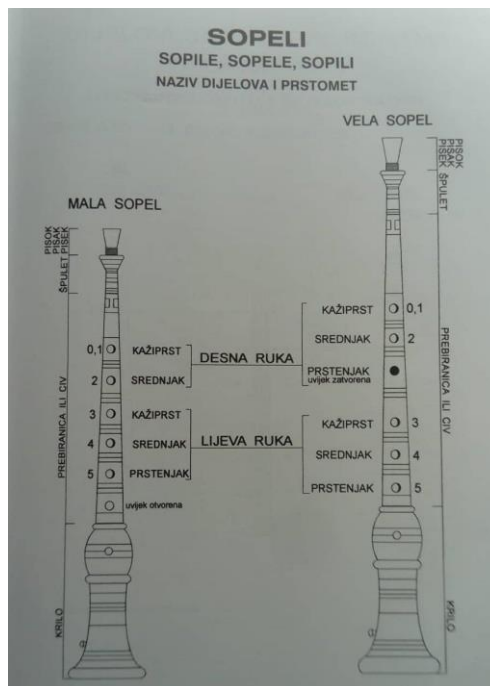 SOPELI
SOPILE, SOPELE, SOPILI
NAZIV DIJELOVA I PRSTOMET
VELA SOPEL
PISOK
PISAK
PISEK
ŠPULET
PREBIRANICA ILI CIV
KRILO
MALA SOPEL
PISOK
PISAK
PISEK
ŠPULET
PREBIRANICA ILI CIV
KRILO
0,1 KAŽIPRST
2 SREDNJAK
DESNA RUKA
KAŽIPRST 0,1
SREDNJAK 2
PRSTENJAK
uvijek zatvorena
3 KAŽIPRST
4 SREDNJAK
5 PRSTENJAK
uvijek otvorena
LIJEVA RUKA
KAŽIPRST 3
SREDNJAK 4
PRSTENJAK 5